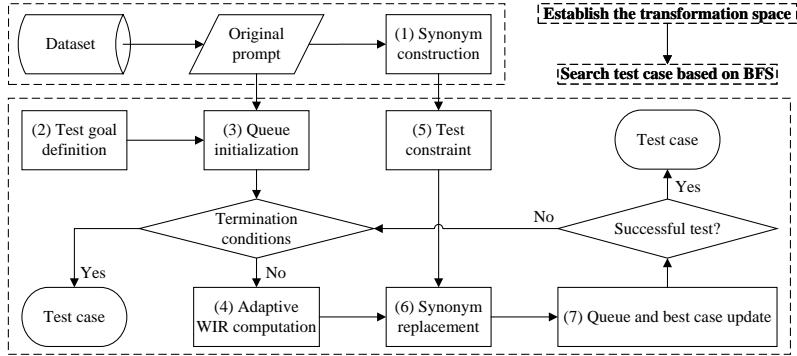 Dataset
Original
prompt
(1) Synonym
construction
Establish the transformation space
Search test case based on BFS
(2) Test goal
definition
(3) Queue
initialization
(5) Test
constraint
Test case
Yes
Termination
conditions
No
Successful test?
Yes
No
Test case
(4) Adaptive
WIR computation
(6) Synonym
replacement
(7) Queue and best case update